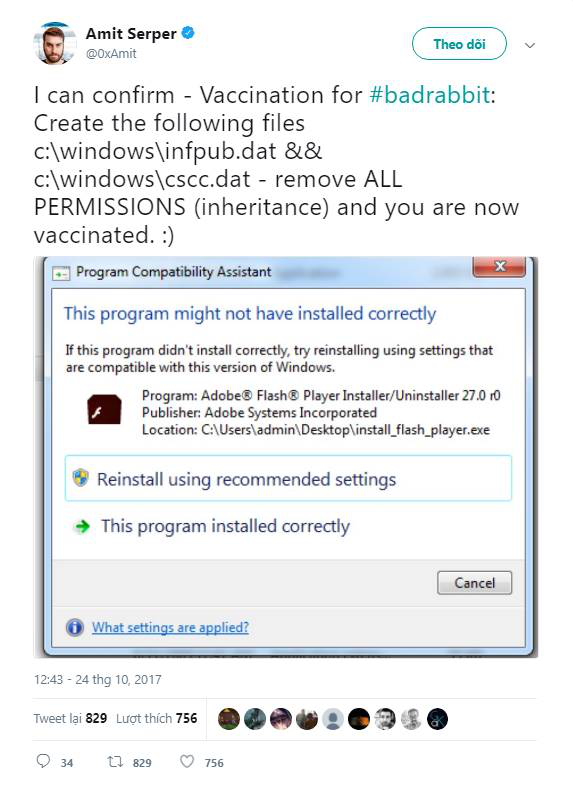 Amit Serper
@0xAmit
Theo dõi
I can confirm - Vaccination for #badrabbit:
Create the following files
c:\windows\infpub.dat &&
c:\windows\cscc.dat - remove ALL
PERMISSIONS (inheritance) and you are now
vaccinated. :)
Program Compatibility Assistant
This program might not have installed correctly
If this program didn't install correctly, try reinstalling using settings that
are compatible with this version of Windows.
Program: Adobe® Flash® Player Installer/Uninstaller 27.0 r0
Publisher: Adobe Systems Incorporated
Location: C:\Users\admin\Desktop\install_flash_player.exe
Reinstall using recommended settings
This program installed correctly
Cancel
What settings are applied?
12:43 - 24 thg 10, 2017
Tweet lại 829 Lượt thích 756
34 829 756